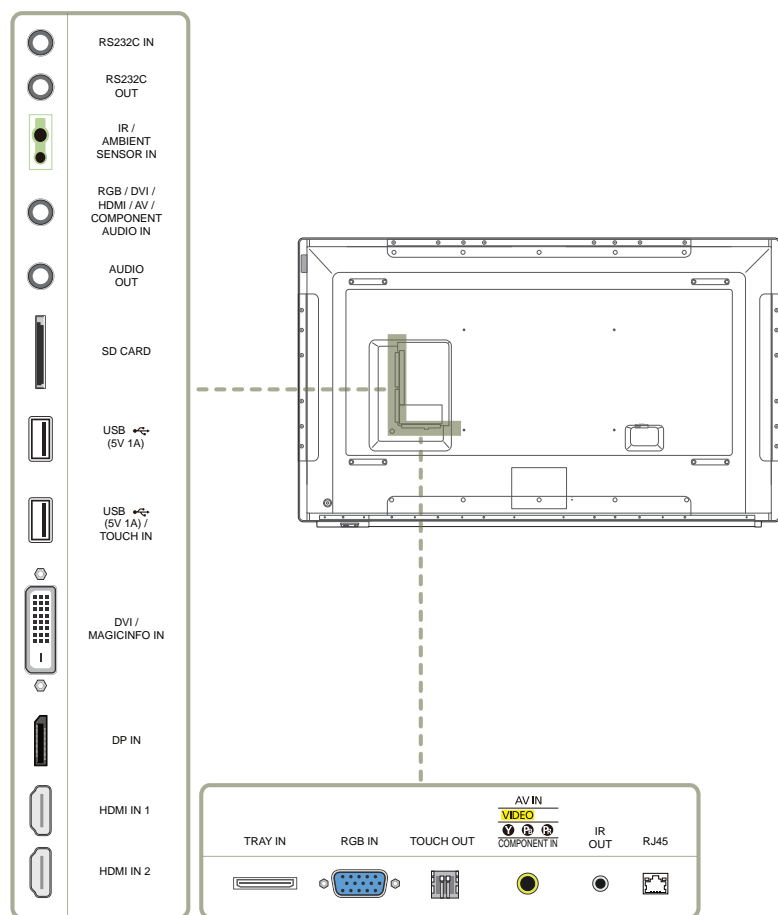 RS232C IN
RS232C
OUT
IR /
AMBIENT
SENSOR IN
RGB / DVI /
HDMI / AV /
COMPONENT
AUDIO IN
AUDIO
OUT
SD CARD
USB
(5V 1A)
USB
(5V 1A) /
TOUCH IN
DVI /
MAGICINFO IN
DP IN
HDMI IN 1
HDMI IN 2
TRAY IN
RGB IN
TOUCH OUT
AV IN
VIDEO
Y PB PR
COMPONENT IN
IR
OUT
RJ45